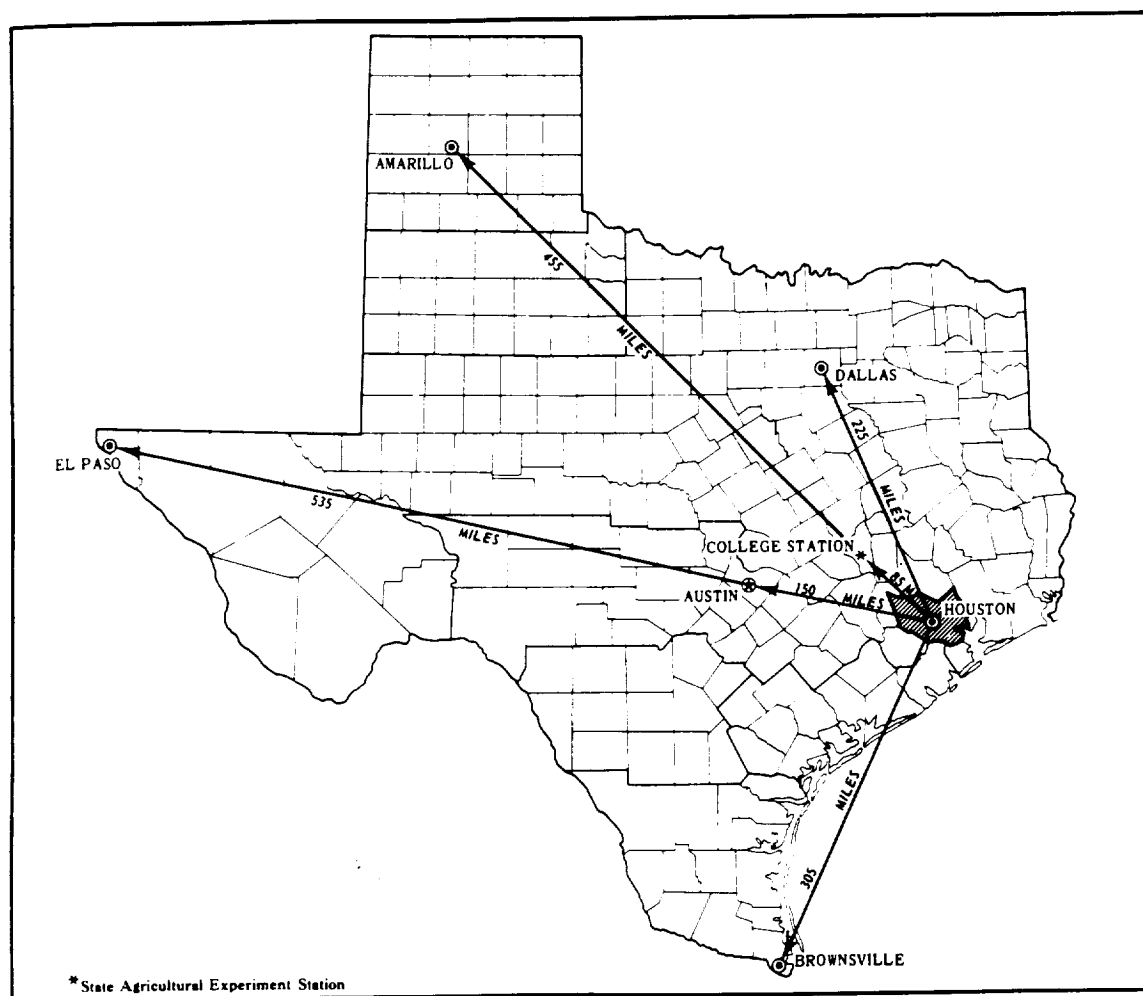 AMARILLO
455 MILES
DALLAS
225 MILES
EL PASO
535 MILES
COLLEGE STATION*
85 M
AUSTIN
150 MILES
HOUSTON
305 MILES
BROWNSVILLE
*State Agricultural Experiment Station